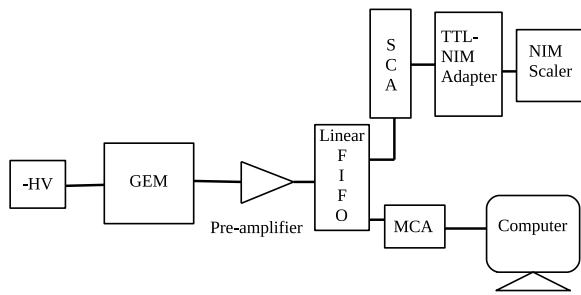 -HV
GEM
Pre-amplifier
Linear
F
I
F
O
S
C
A
TTL-
NIM
Adapter
NIM
Scaler
MCA
Computer